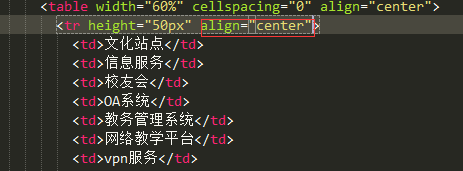 <table width="60%" cellspacing="0" align="center">
<tr height="50px" align="center">
<td>文化站点</td>
<td>信息服务</td>
<td>校友会</td>
<td>OA系统</td>
<td>教务管理系统</td>
<td>网络教学平台</td>
<td>vpn服务</td>